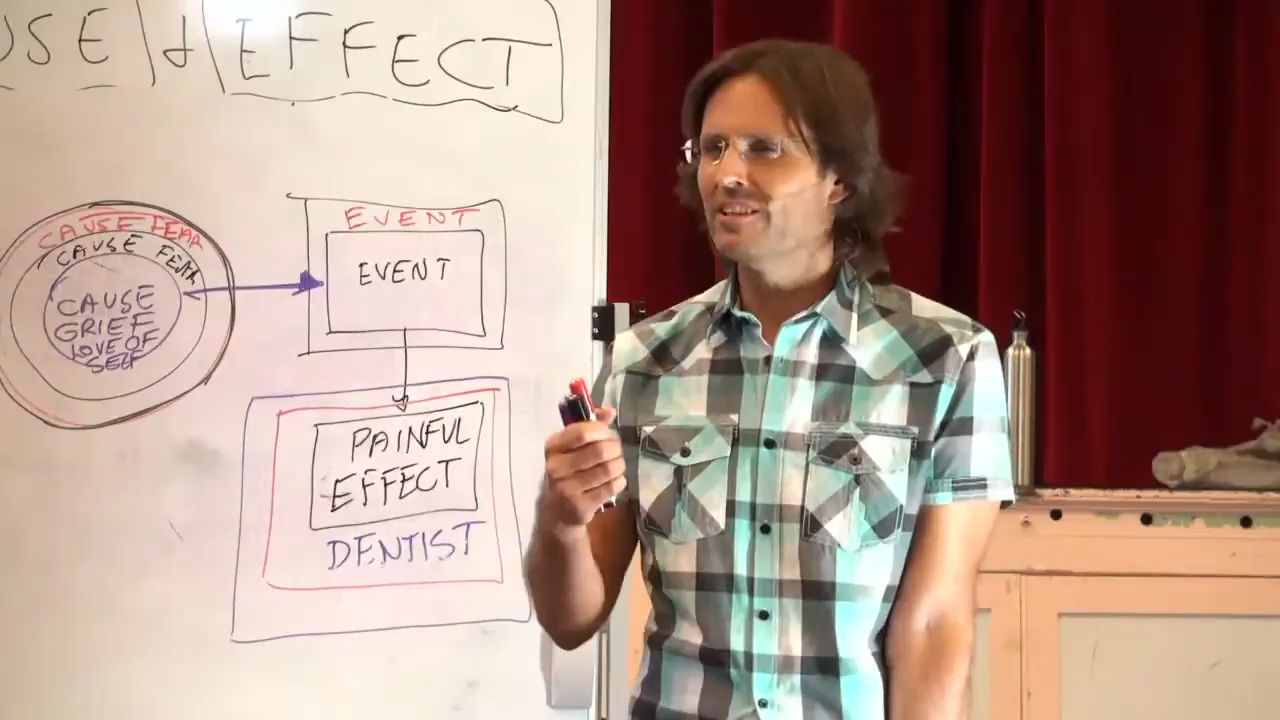 USE & EFFECT
CAUSE FEAR
CAUSE FEAR
CAUSE
GRIEF
LOVE OF
SELF
EVENT
EVENT
PAINFUL
EFFECT
DENTIST